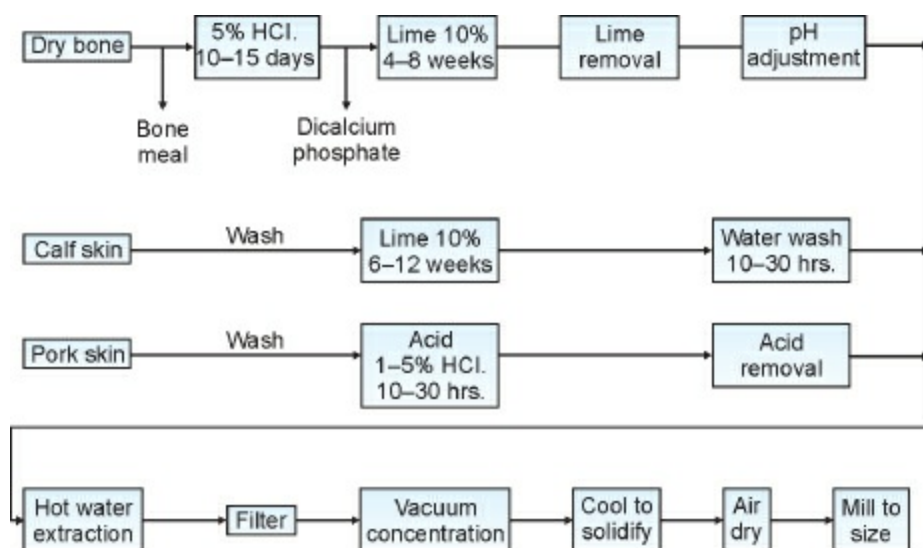 Dry bone
5% HCl.
10–15 days
Lime 10%
4–8 weeks
Lime
removal
pH
adjustment
Bone
meal
Dicalcium
phosphate
Calf skin
Wash
Lime 10%
6–12 weeks
Water wash
10–30 hrs.
Pork skin
Wash
Acid
1–5% HCl.
10–30 hrs.
Acid
removal
Hot water
extraction
Filter
Vacuum
concentration
Cool to
solidify
Air
dry
Mill to
size